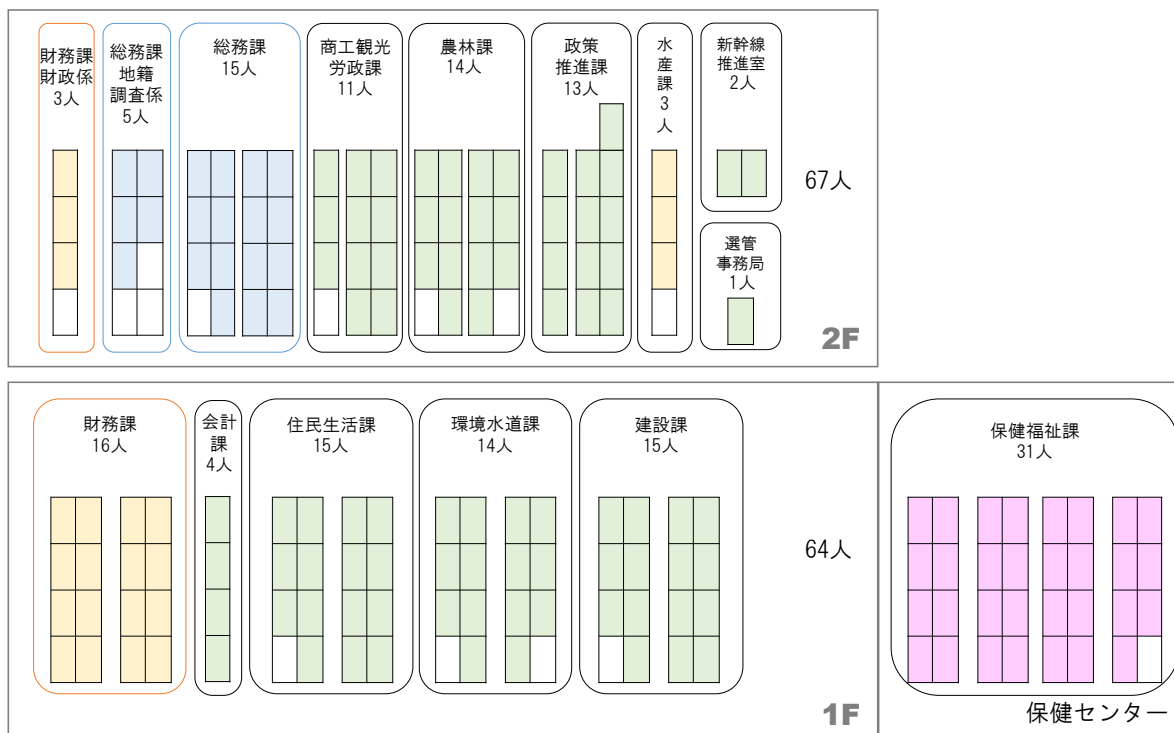 財務課
財政係
3人
総務課
地籍
調査係
5人
総務課
15人
商工観光
労政課
11人
農林課
14人
政策
推進課
13人
水
産
課
3
人
新幹線
推進室
2人
67人
選管
事務局
1人
2F
財務課
16人
会計
課
4人
住民生活課
15人
環境水道課
14人
建設課
15人
64人
1F
保健福祉課
31人
保健センター